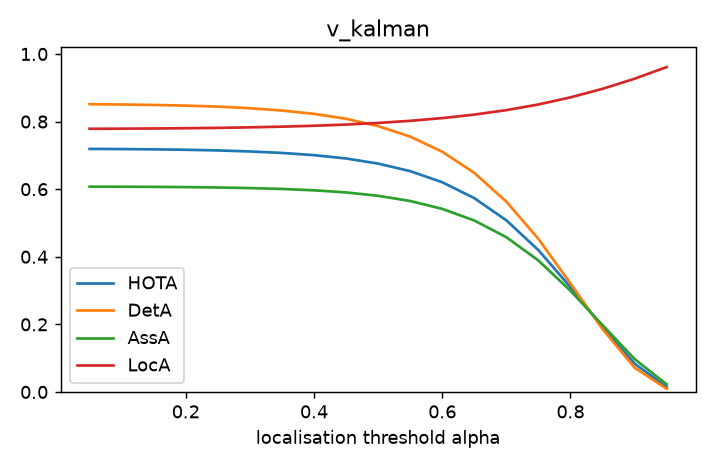 v_kalman
1.0
0.8
0.6
0.4
0.2
0.0
HOTA
DetA
AssA
LocA
0.2 0.4 0.6 0.8
localisation threshold alpha